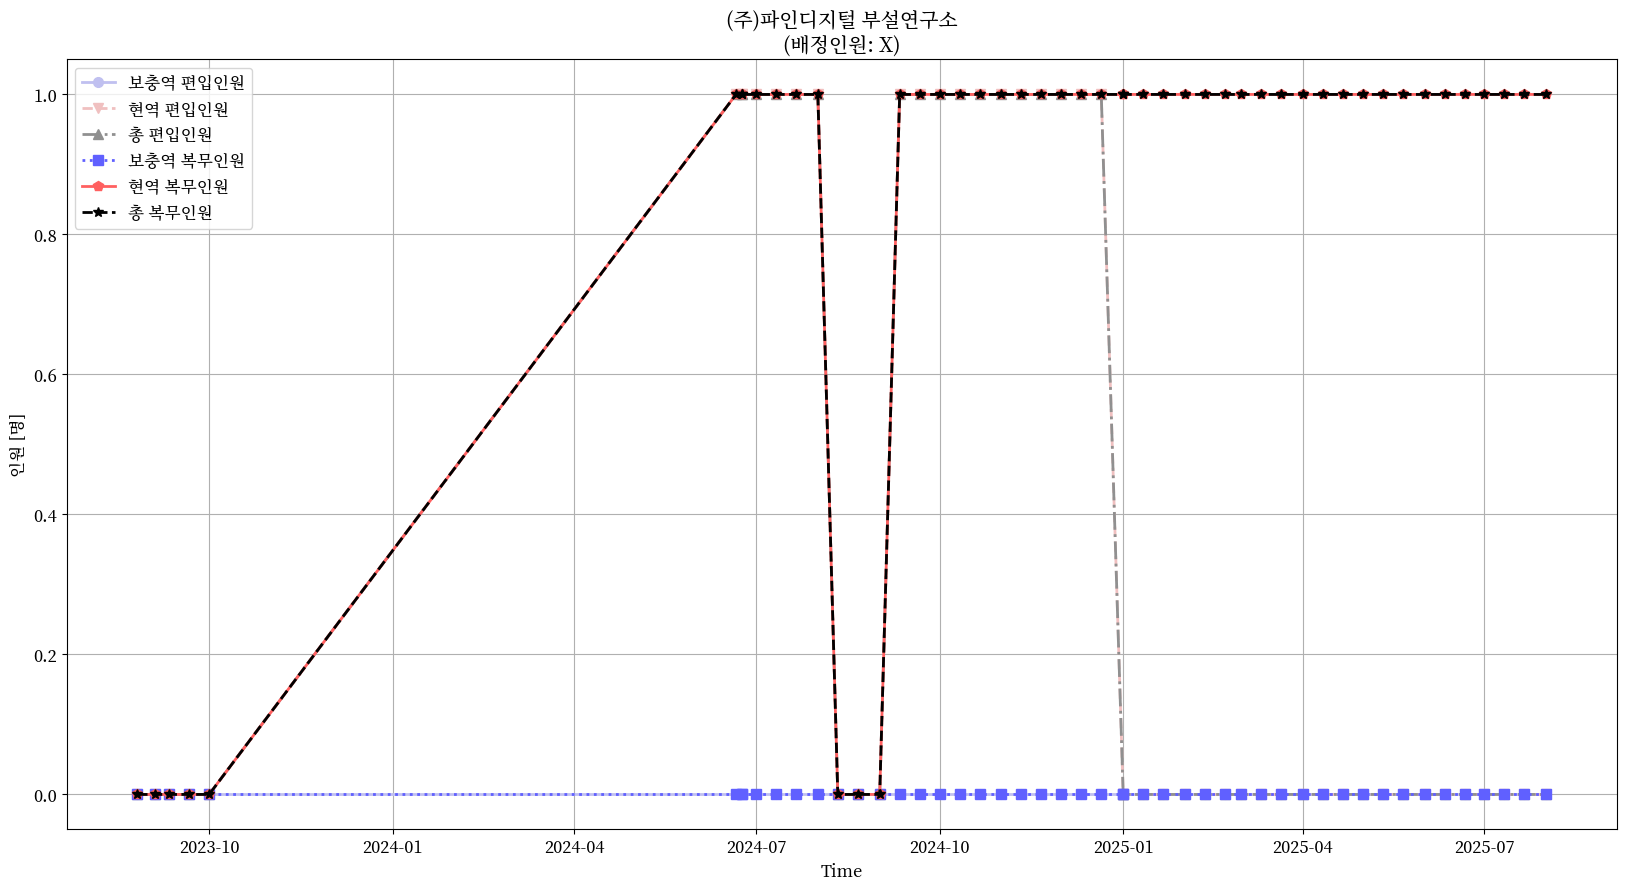 (주)파인디지털 부설연구소
(배정인원: X)
보충역 편입인원
현역 편입인원
총 편입인원
보충역 복무인원
현역 복무인원
총 복무인원
1.0
0.8
0.6
0.4
0.2
0.0
인원 [명]
2023-10
2024-01
2024-04
2024-07
2024-10
2025-01
2025-04
2025-07
Time